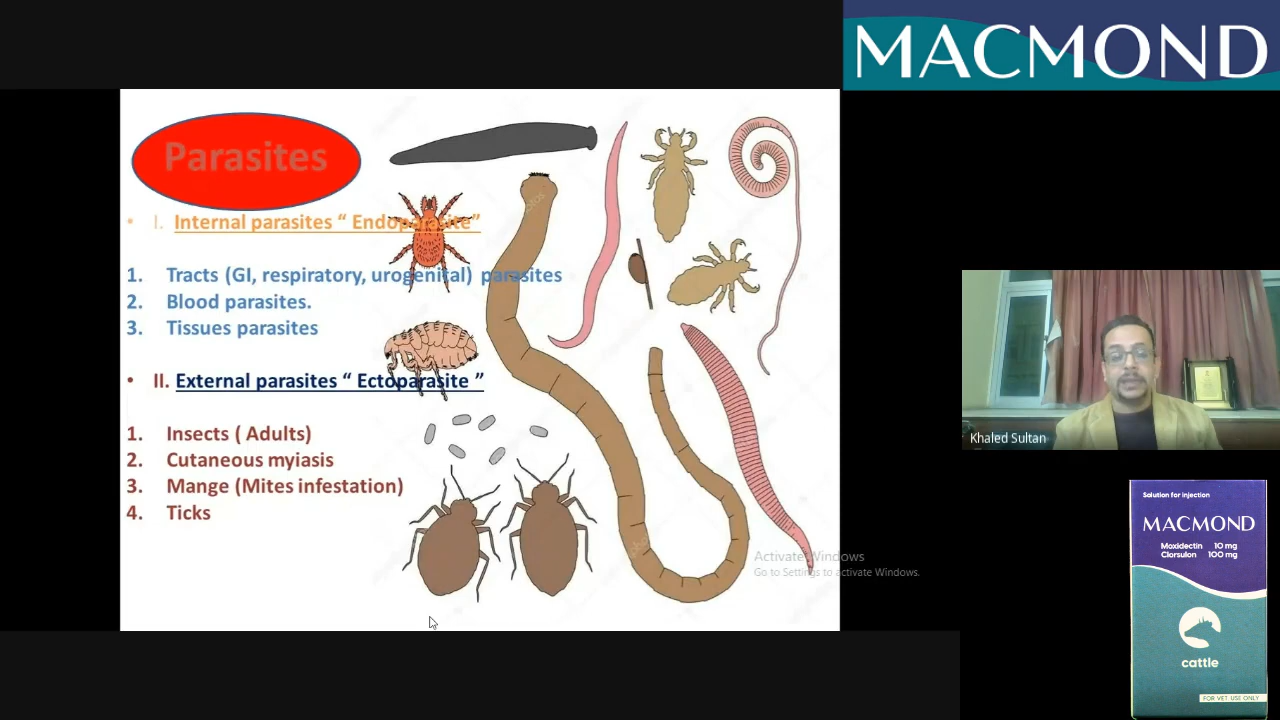 MACMOND
Parasites
• I. Internal parasites “ Endoparasite”
1. Tracts (GI, respiratory, urogenital) parasites
2. Blood parasites.
3. Tissues parasites
• II. External parasites “ Ectoparasite ”
1. Insects ( Adults)
2. Cutaneous myiasis
3. Mange (Mites infestation)
4. Ticks
Activate Windows
Go to Settings to activate Windows.
Khaled Sultan
Solution for injection
MACMOND
Moxidectin 10 mg
Clorsulon 100 mg
cattle
FOR VET. USE ONLY